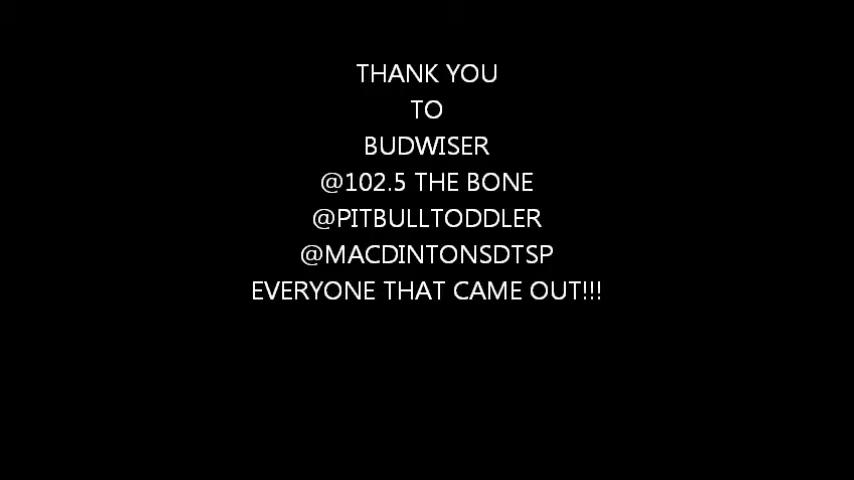 THANK YOU
TO
BUDWISER
@102.5 THE BONE
@PITBULLTODDLER
@MACDINTONSDTSP
EVERYONE THAT CAME OUT!!!